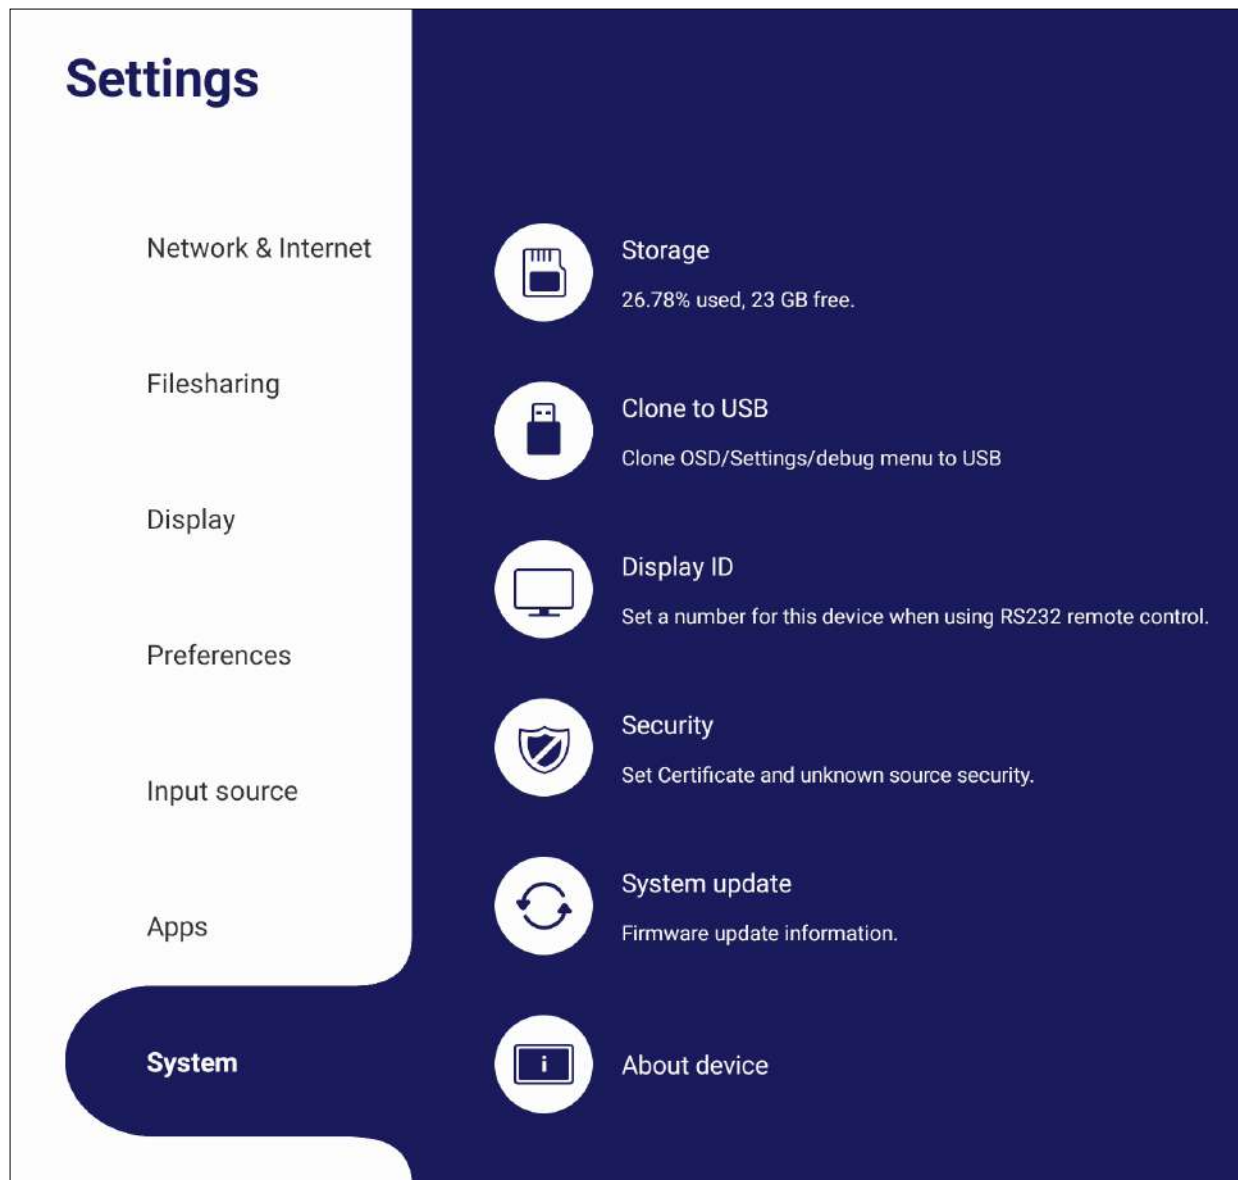 Settings
Network & Internet
Filesharing
Display
Preferences
Input source
Apps
System
Storage
26.78% used, 23 GB free.
Clone to USB
Clone OSD/Settings/debug menu to USB
Display ID
Set a number for this device when using RS232 remote control.
Security
Set Certificate and unknown source security.
System update
Firmware update information.
i
About device